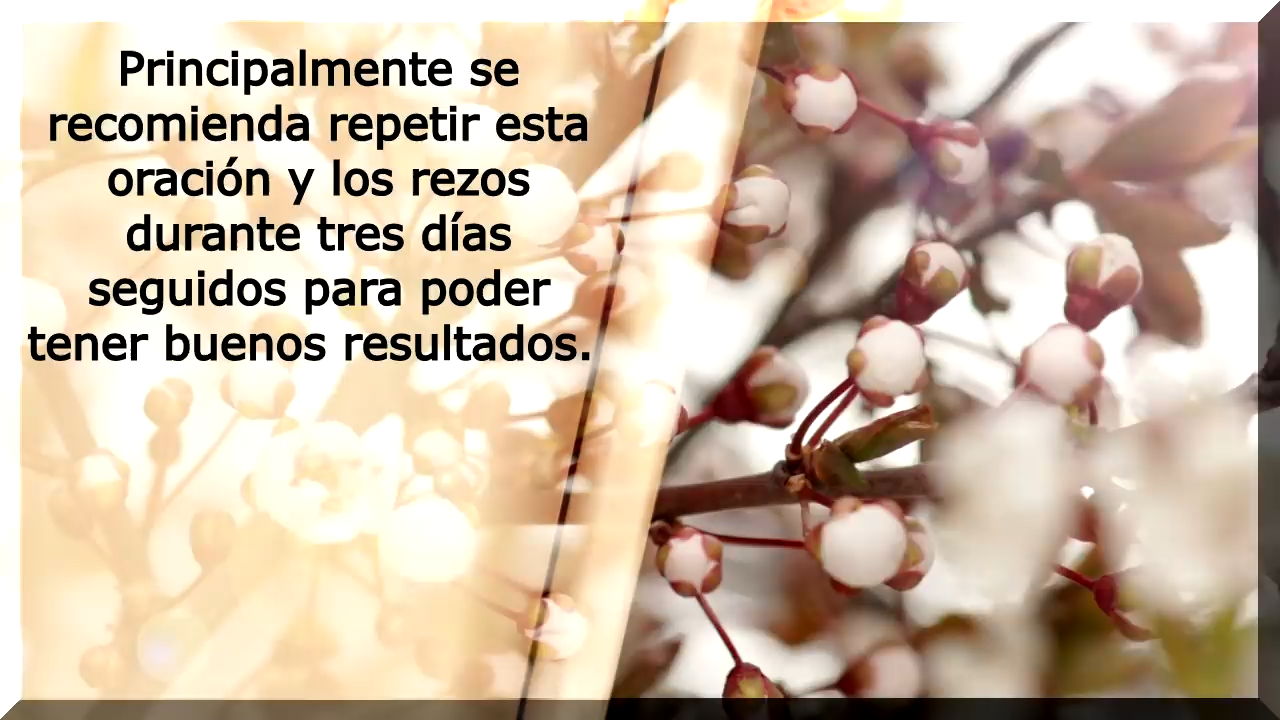 Principalmente se
recomienda repetir esta
oración y los rezos
durante tres días
seguidos para poder
tener buenos resultados.